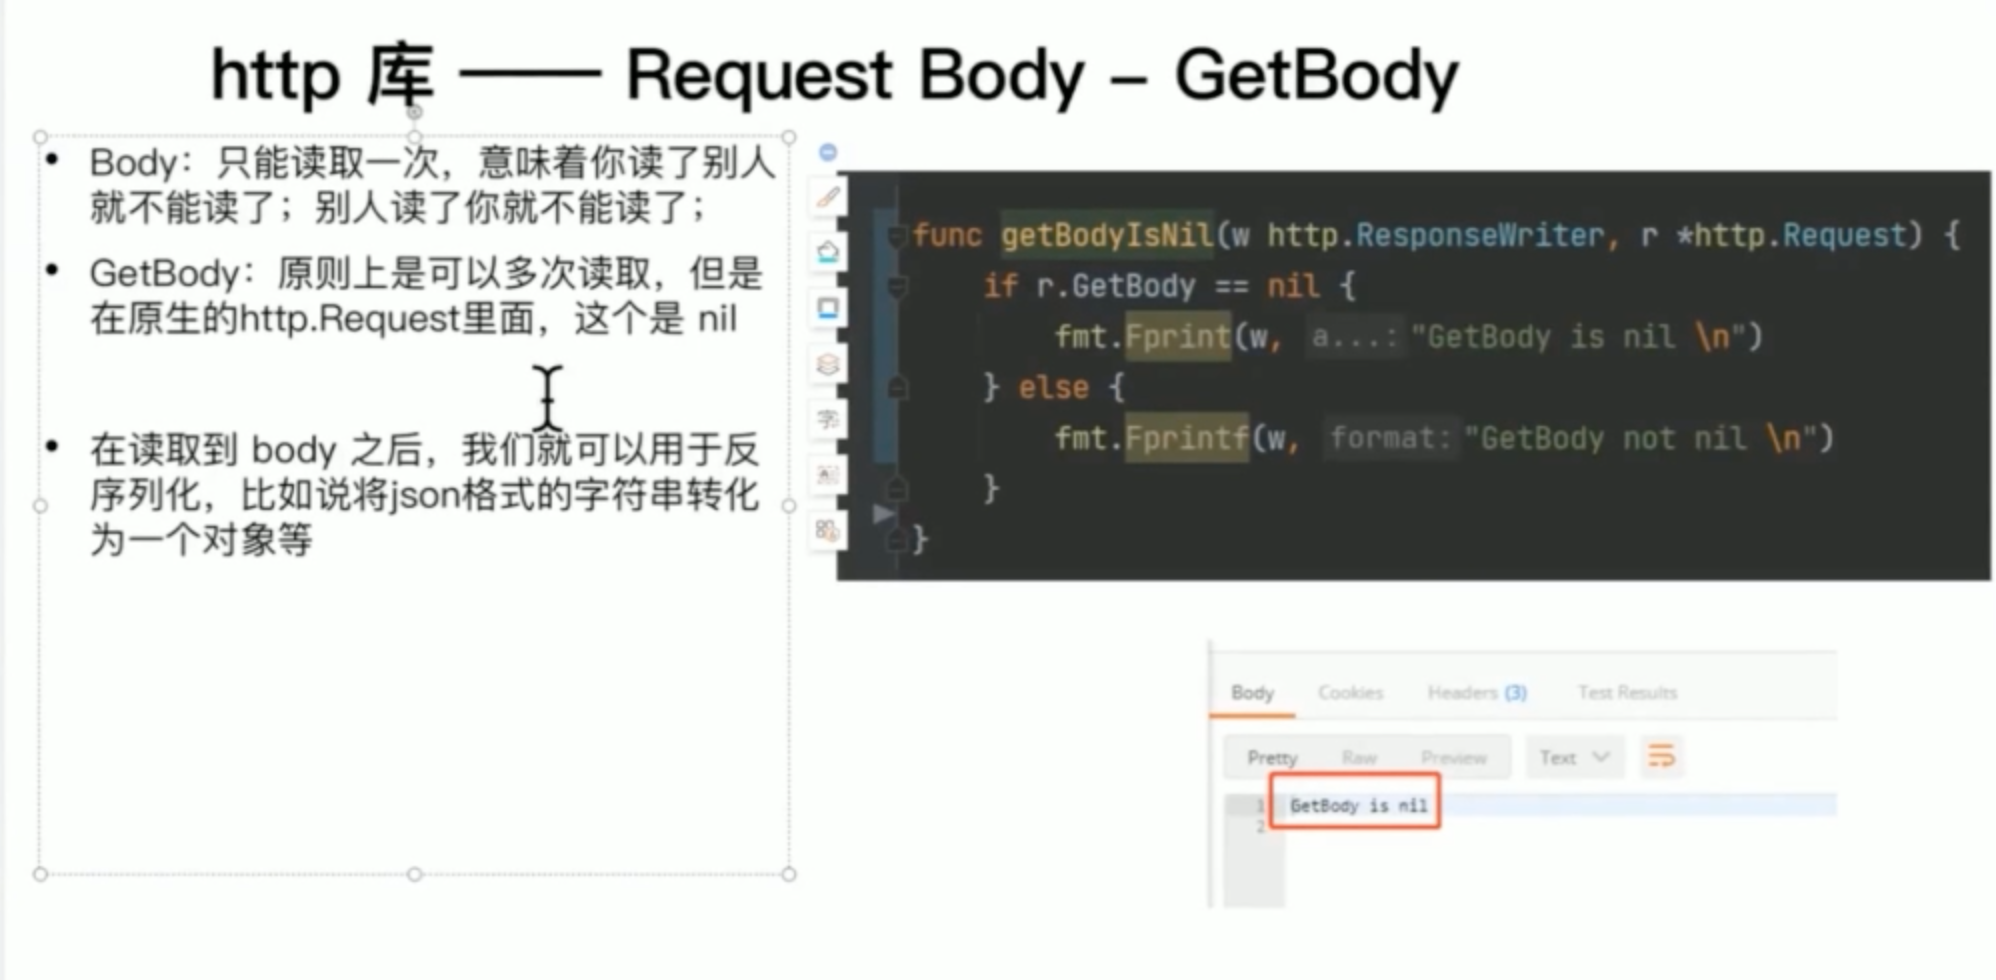 http 库 —— Request Body – GetBody
• Body：只能读取一次，意味着你读了别人
就不能读了；别人读了你就不能读了；
• GetBody：原则上是可以多次读取，但是
在原生的http.Request里面，这个是 nil
• 在读取到 body 之后，我们就可以用于反
序列化，比如说将json格式的字符串转化
为一个对象等
func getBodyIsNil(w http.ResponseWriter, r *http.Request) {
if r.GetBody == nil {
fmt.Fprint(w, a...: "GetBody is nil \n")
} else {
fmt.Fprintf(w, format: "GetBody not nil \n")
}
}
字
Body Cookies Headers (3) Test Results
Pretty Raw Preview Text
1 GetBody is nil
2